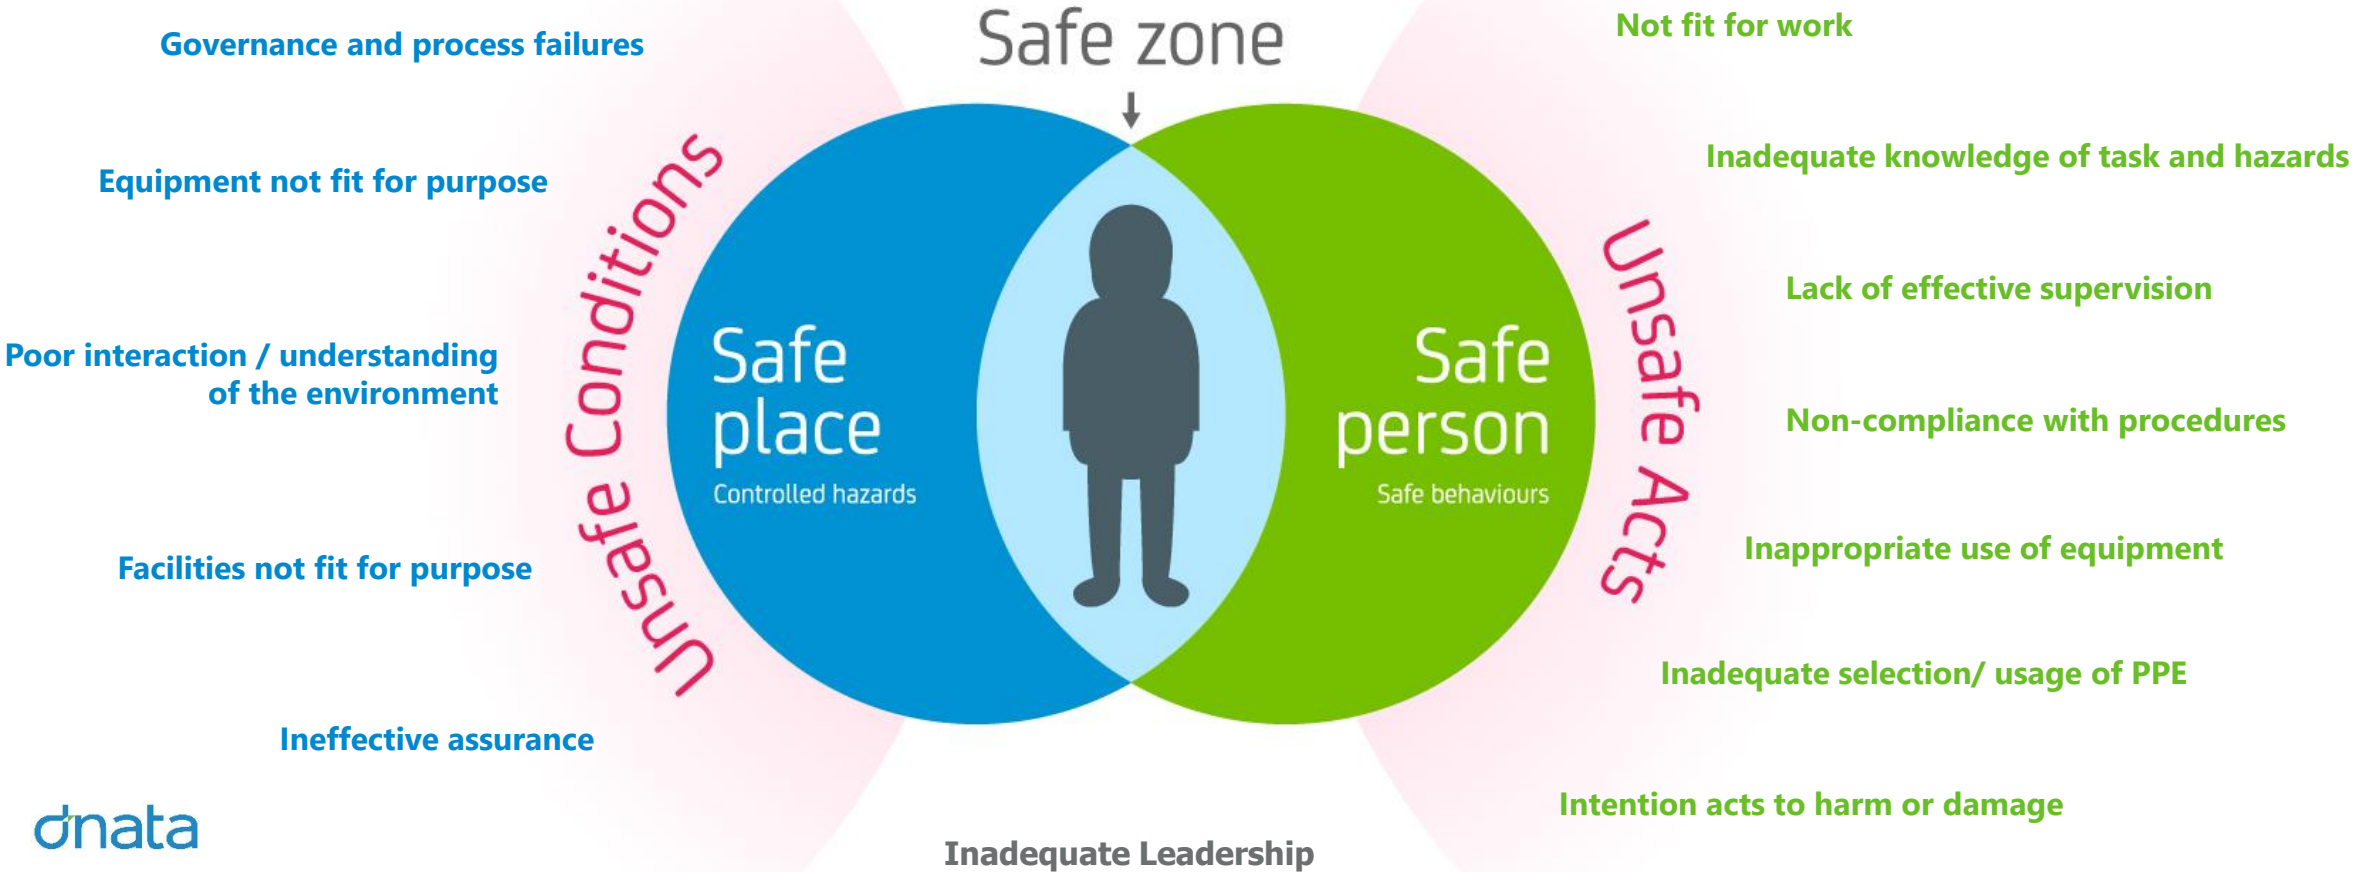 Safe zone
Governance and process failures
Equipment not fit for purpose
Poor interaction / understanding
of the environment
Facilities not fit for purpose
Ineffective assurance
Unsafe Conditions
Safe
place
Controlled hazards
Safe
person
Safe behaviours
Unsafe Acts
Not fit for work
Inadequate knowledge of task and hazards
Lack of effective supervision
Non-compliance with procedures
Inappropriate use of equipment
Inadequate selection/ usage of PPE
Intention acts to harm or damage
Inadequate Leadership
dnata